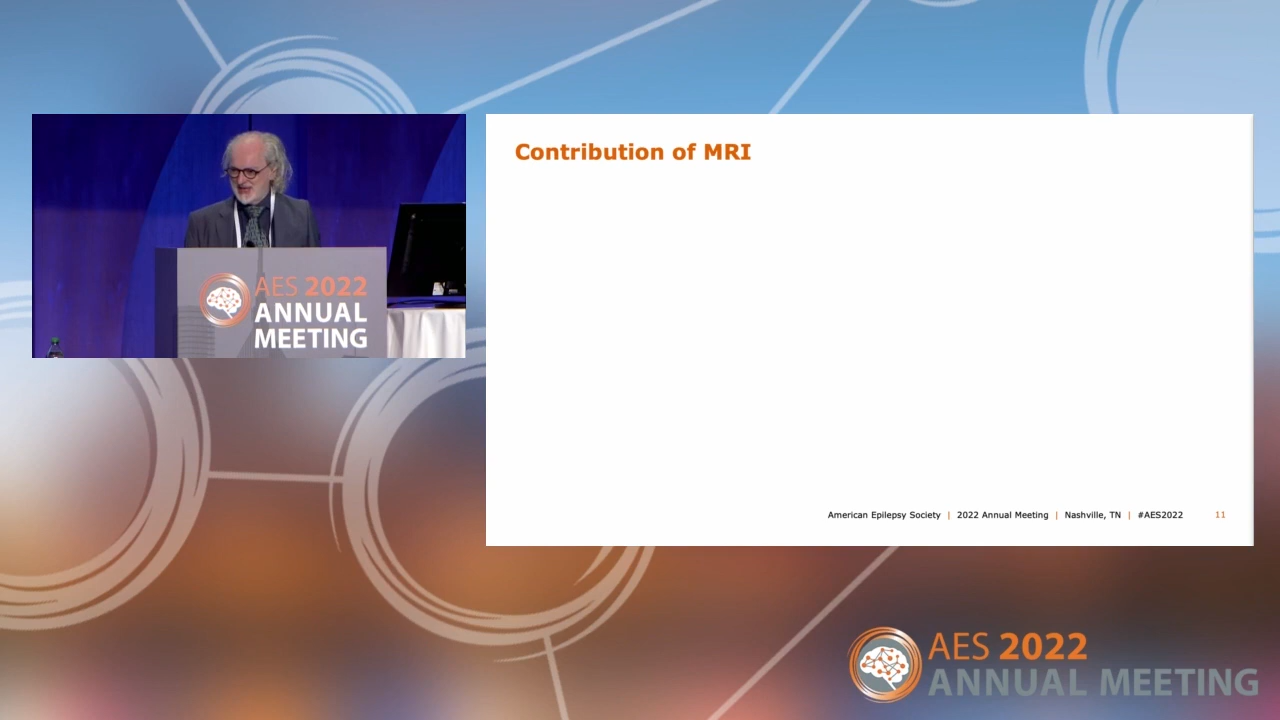 AES 2022
ANNUAL
MEETING
Contribution of MRI
American Epilepsy Society | 2022 Annual Meeting | Nashville, TN | #AES2022 11
AES 2022
ANNUAL MEETING